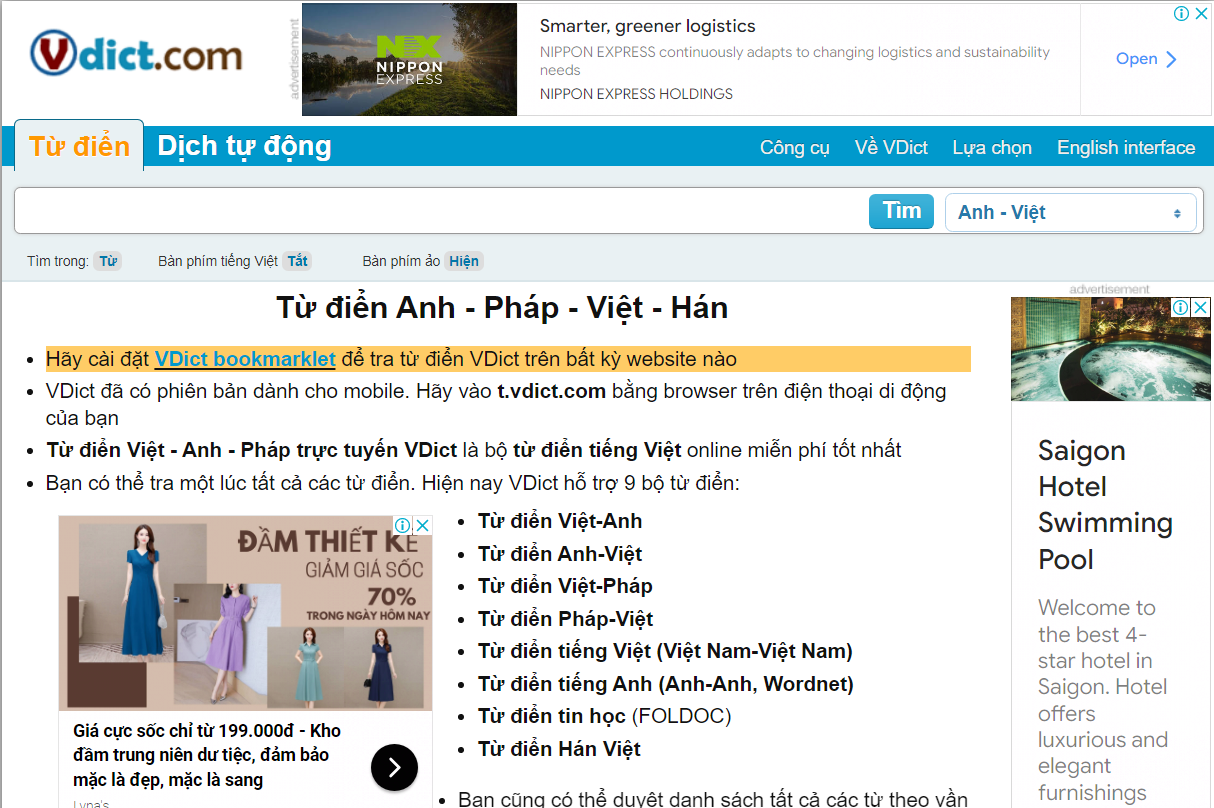 Vdict.com
advertisement
NEX
NIPPON
EXPRESS
Smarter, greener logistics
NIPPON EXPRESS continuously adapts to changing logistics and sustainability
needs
NIPPON EXPRESS HOLDINGS
Open
Từ điển
Dịch tự động
Công cụ
Về VDict
Lựa chọn
English interface
Tìm
Anh - Việt
Tìm trong: Từ
Bàn phím tiếng Việt Tắt
Bàn phím ảo Hiện
Từ điển Anh - Pháp - Việt - Hán
Hãy cài đặt VDict bookmarklet để tra từ điển VDict trên bất kỳ website nào
VDict đã có phiên bản dành cho mobile. Hãy vào t.vdict.com bằng browser trên điện thoại di động
của bạn
Từ điển Việt - Anh - Pháp trực tuyến VDict là bộ từ điển tiếng Việt online miễn phí tốt nhất
Bạn có thể tra một lúc tất cả các từ điển. Hiện nay VDict hỗ trợ 9 bộ từ điển:
ĐẦM THIẾT KẾ
GIẢM GIÁ SỐC
70%
TRONG NGÀY HÔM NAY
Giá cực sốc chỉ từ 199.000đ - Kho
đầm trung niên dư tiệc, đảm bảo
mặc là đẹp, mặc là sang
Lyna's
Từ điển Việt-Anh
Từ điển Anh-Việt
Từ điển Việt-Pháp
Từ điển Pháp-Việt
Từ điển tiếng Việt (Việt Nam-Việt Nam)
Từ điển tiếng Anh (Anh-Anh, Wordnet)
Từ điển tin học (FOLDOC)
Từ điển Hán Việt
Bạn cũng có thể duyệt danh sách tất cả các từ theo vần
advertisement
Saigon
Hotel
Swimming
Pool
Welcome to
the best 4-
star hotel in
Saigon. Hotel
offers
luxurious and
elegant
furnishings